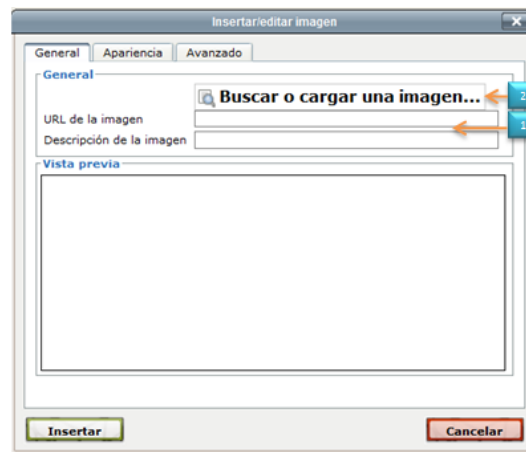 Insertar/editar imagen
General Apariencia Avanzado
General
Buscar o cargar una imagen...
2
URL de la imagen
1
Descripción de la imagen
Vista previa
Insertar Cancelar